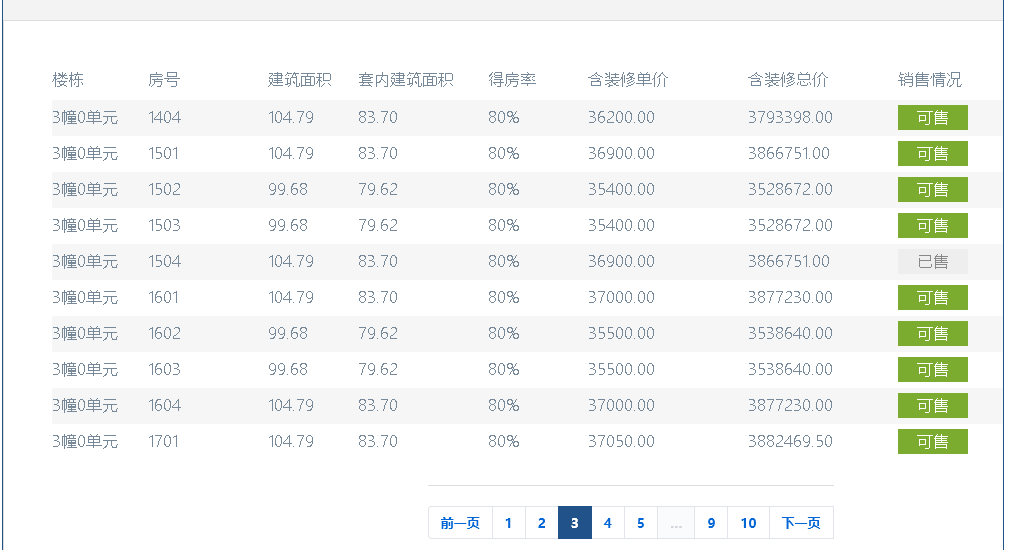 楼栋 房号 建筑面积 套内建筑面积 得房率 含装修单价 含装修总价 销售情况
3幢0单元 1404 104.79 83.70 80% 36200.00 3793398.00 可售
3幢0单元 1501 104.79 83.70 80% 36900.00 3866751.00 可售
3幢0单元 1502 99.68 79.62 80% 35400.00 3528672.00 可售
3幢0单元 1503 99.68 79.62 80% 35400.00 3528672.00 可售
3幢0单元 1504 104.79 83.70 80% 36900.00 3866751.00 已售
3幢0单元 1601 104.79 83.70 80% 37000.00 3877230.00 可售
3幢0单元 1602 99.68 79.62 80% 35500.00 3538640.00 可售
3幢0单元 1603 99.68 79.62 80% 35500.00 3538640.00 可售
3幢0单元 1604 104.79 83.70 80% 37000.00 3877230.00 可售
3幢0单元 1701 104.79 83.70 80% 37050.00 3882469.50 可售
前一页 1 2 3 4 5 ... 9 10 下一页